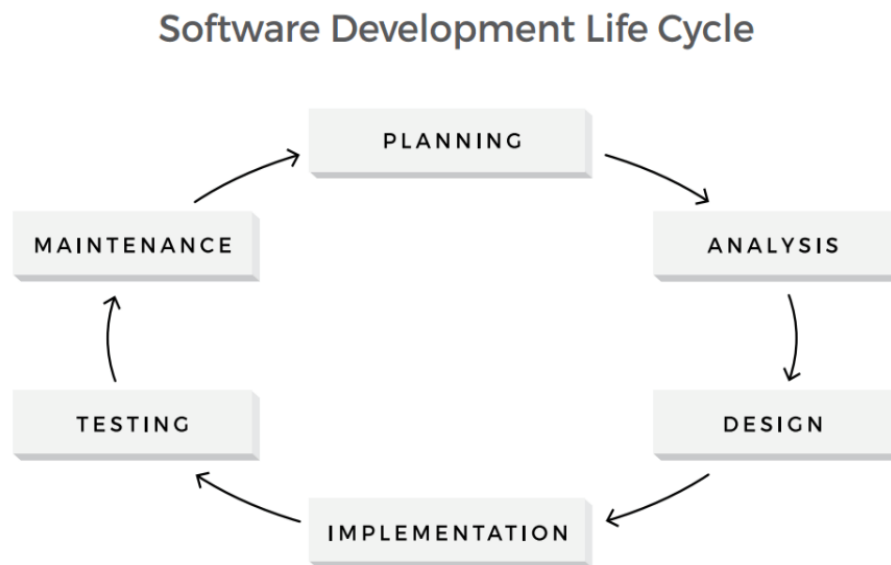 Software Development Life Cycle
PLANNING
ANALYSIS
DESIGN
IMPLEMENTATION
TESTING
MAINTENANCE